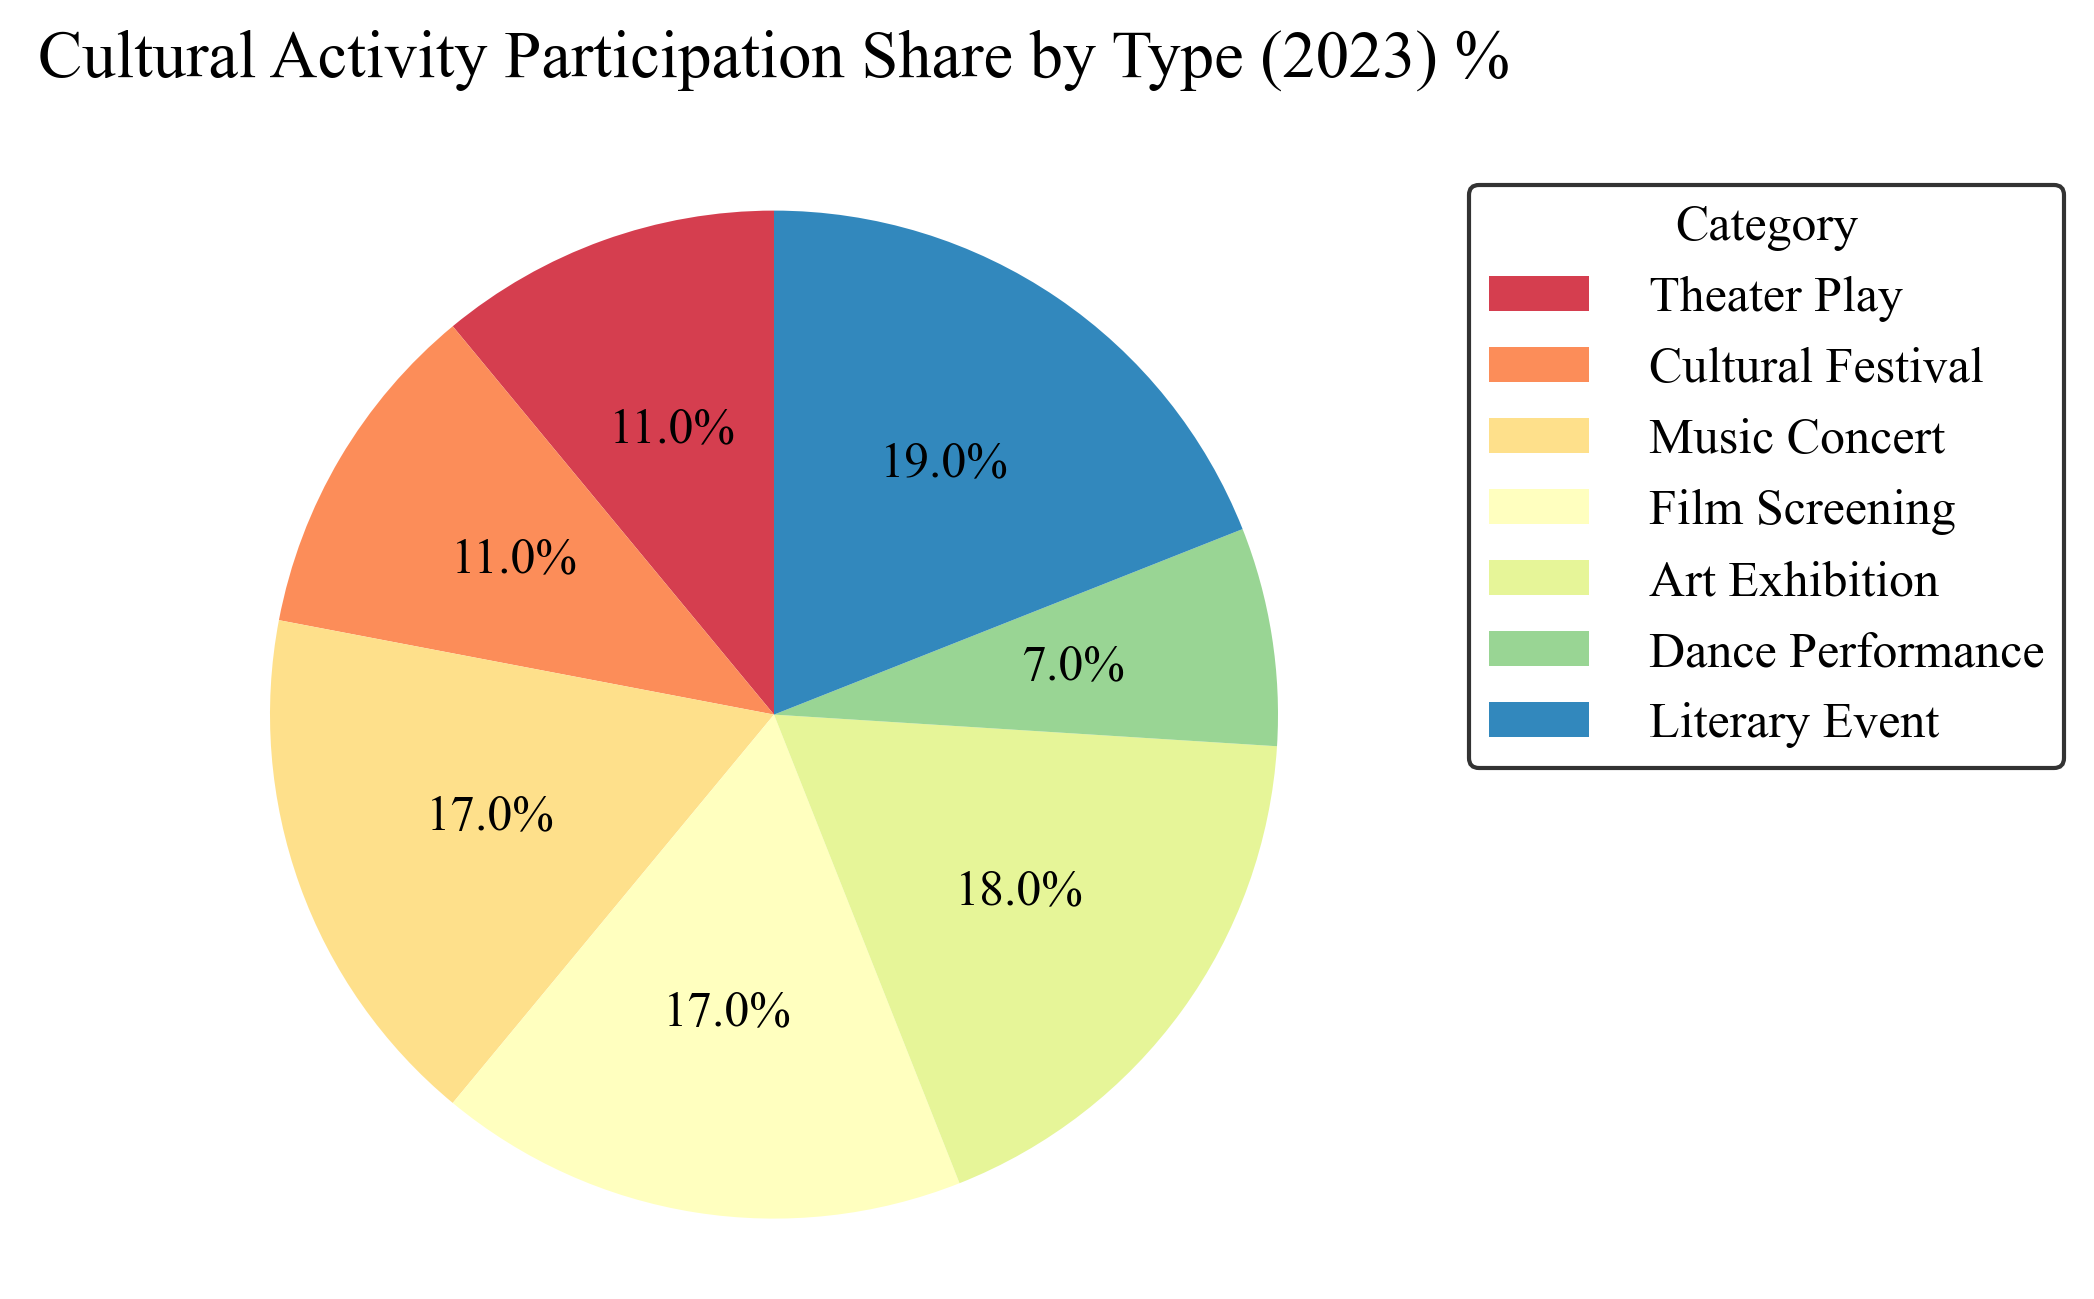 Cultural Activity Participation Share by Type (2023) %
Category
Theater Play
Cultural Festival
Music Concert
Film Screening
Art Exhibition
Dance Performance
Literary Event
11.0%
19.0%
11.0%
7.0%
17.0%
18.0%
17.0%